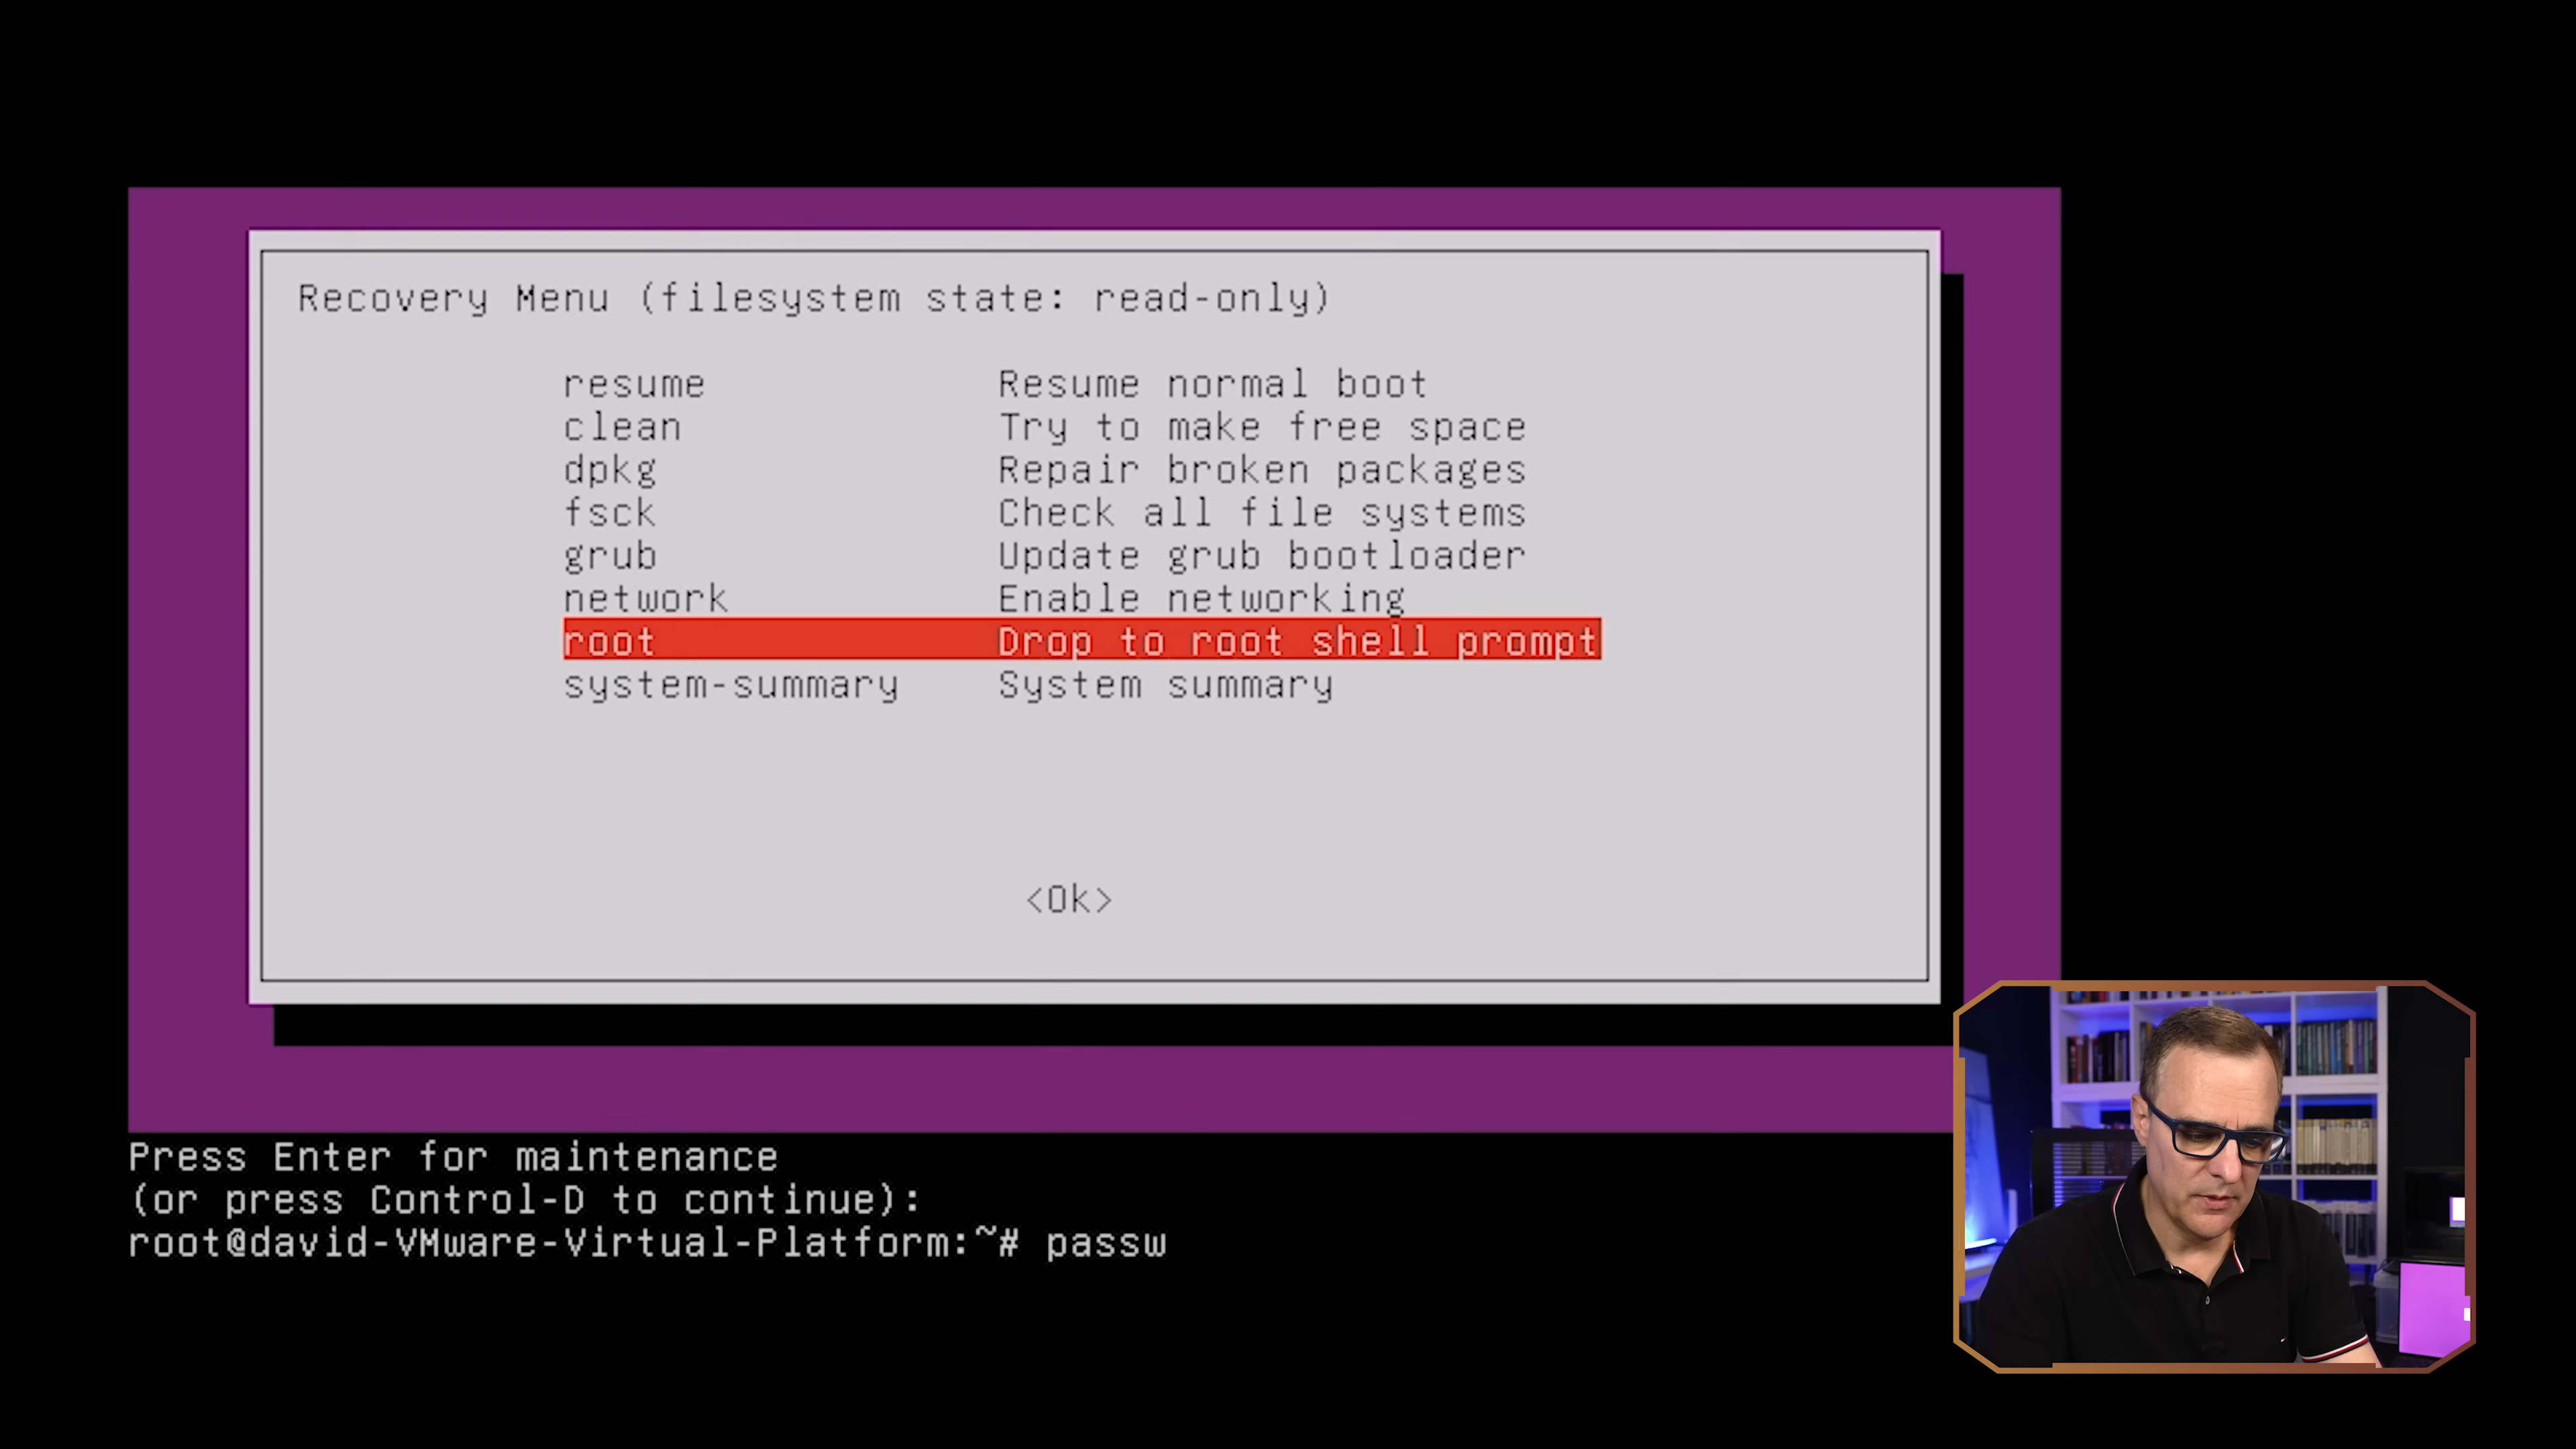 Recovery Menu (filesystem state: read-only)
resume Resume normal boot
clean Try to make free space
dpkg Repair broken packages
fsck Check all file systems
grub Update grub bootloader
network Enable networking
root Drop to root shell prompt
system-summary System summary
<Ok>
Press Enter for maintenance
(or press Control-D to continue):
root@david-VMware-Virtual-Platform:~# passw